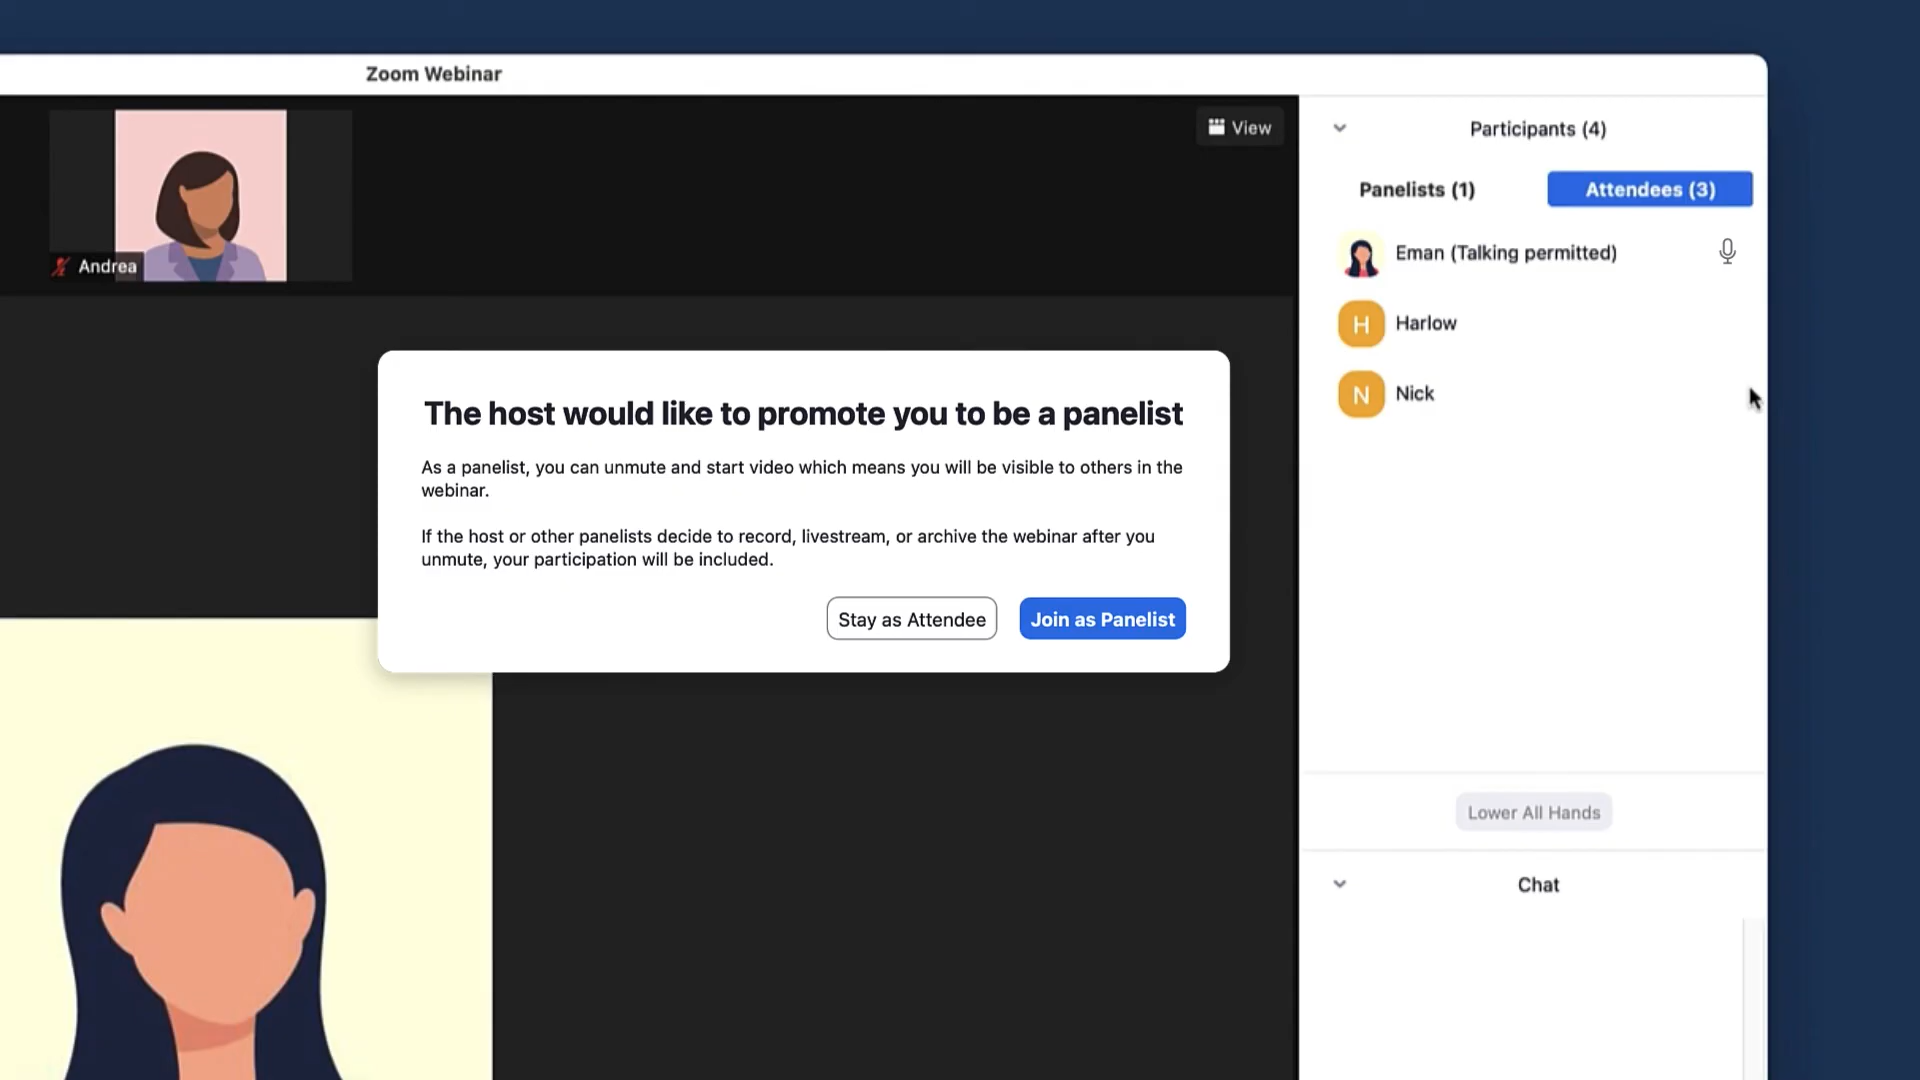 Zoom Webinar
Andrea
View
Participants (4)
Panelists (1)
Attendees (3)
Eman (Talking permitted)
H
Harlow
N
Nick
The host would like to promote you to be a panelist
As a panelist, you can unmute and start video which means you will be visible to others in the
webinar.
If the host or other panelists decide to record, livestream, or archive the webinar after you
unmute, your participation will be included.
Stay as Attendee
Join as Panelist
Lower All Hands
Chat